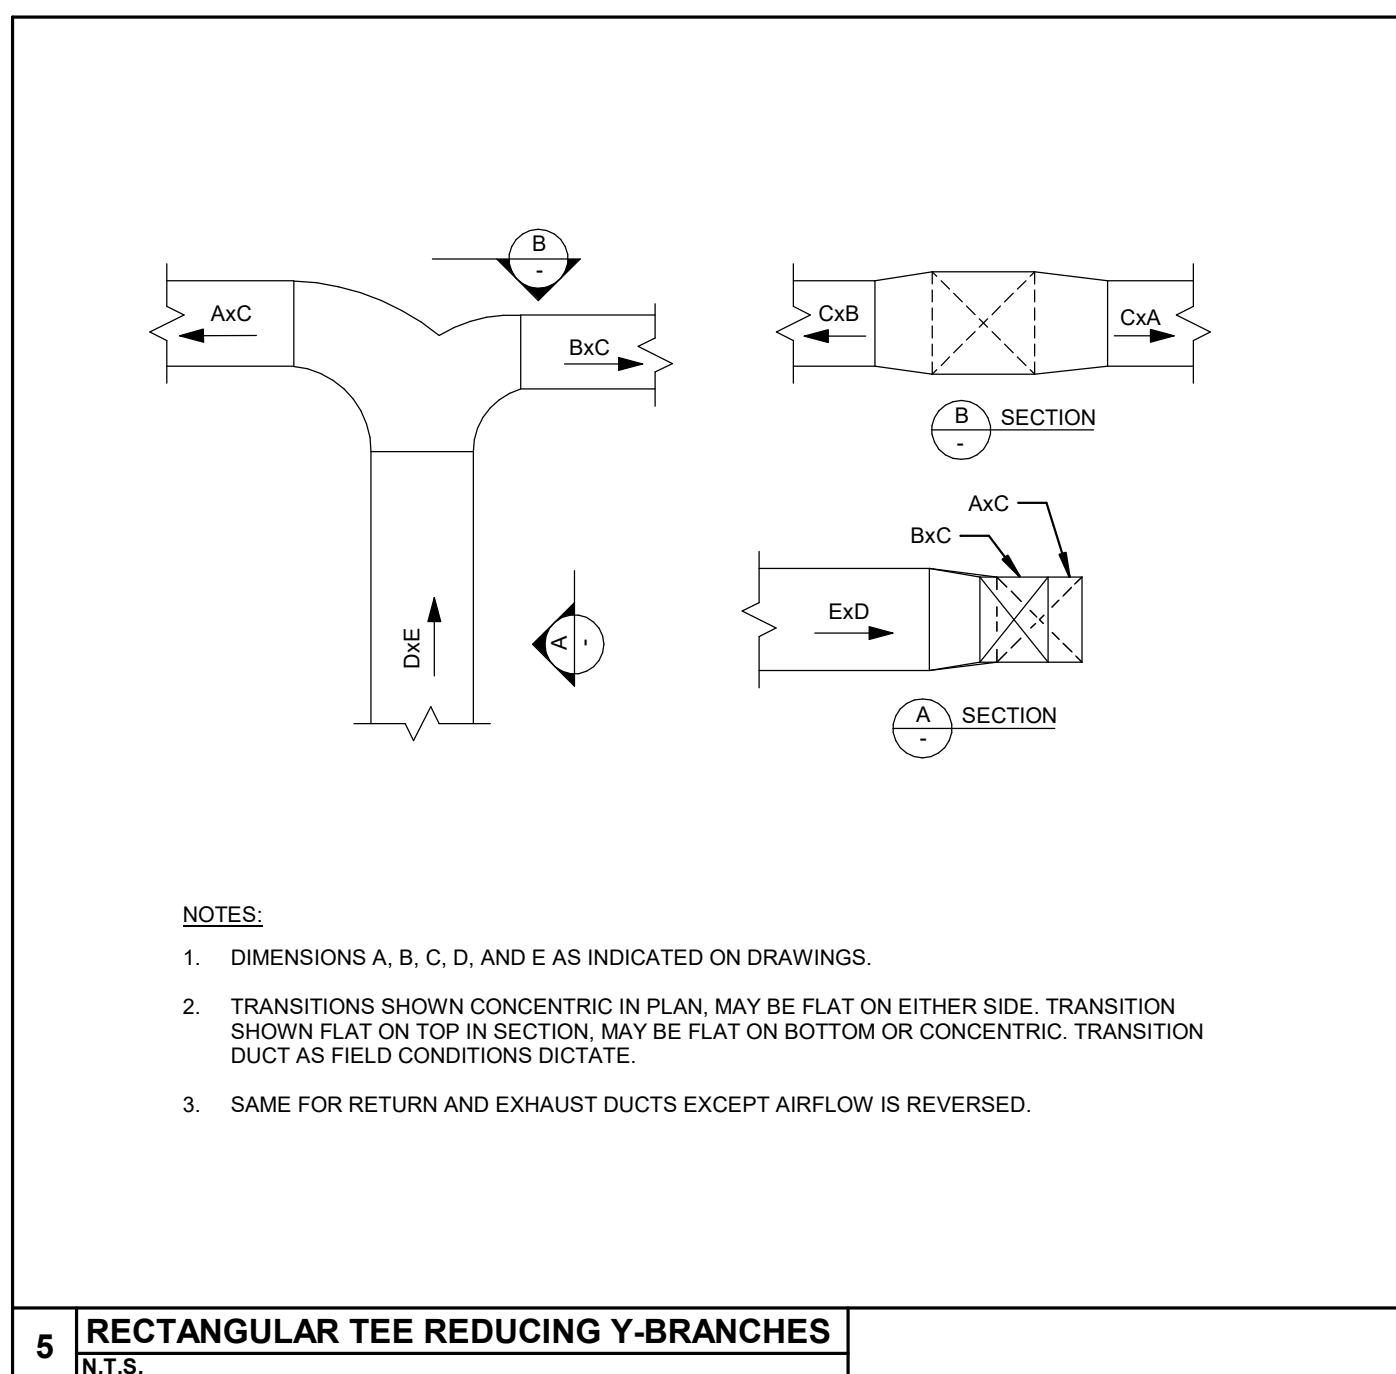 B
-
AxC
BxC
DxE
A
-
CxB
CxA
B
-
SECTION
AxC
BxC
ExD
A
-
SECTION
NOTES:
1. DIMENSIONS A, B, C, D, AND E AS INDICATED ON DRAWINGS.
2. TRANSITIONS SHOWN CONCENTRIC IN PLAN, MAY BE FLAT ON EITHER SIDE. TRANSITION
SHOWN FLAT ON TOP IN SECTION, MAY BE FLAT ON BOTTOM OR CONCENTRIC. TRANSITION
DUCT AS FIELD CONDITIONS DICTATE.
3. SAME FOR RETURN AND EXHAUST DUCTS EXCEPT AIRFLOW IS REVERSED.
5
RECTANGULAR TEE REDUCING Y-BRANCHES
N.T.S.